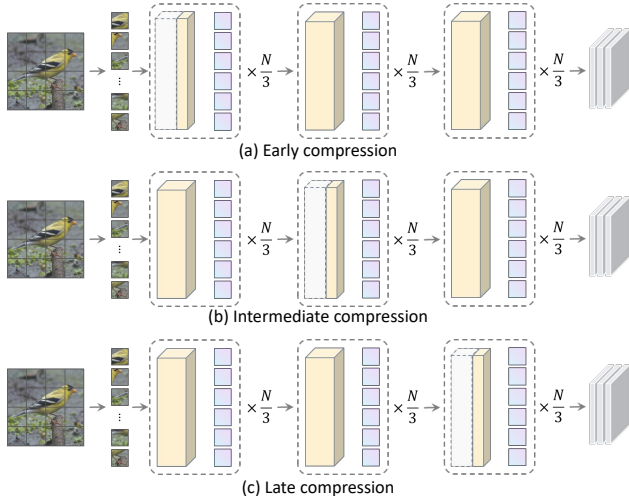 ⋮ × N/3 × N/3 × N/3
(a) Early compression
⋮ × N/3 × N/3 × N/3
(b) Intermediate compression
⋮ × N/3 × N/3 × N/3
(c) Late compression